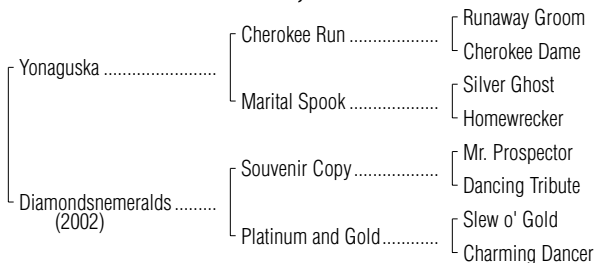 Runaway Groom
Cherokee Run ..................
Cherokee Dame
Yonaguska .......................
Silver Ghost
Marital Spook ..................
Homewrecker
Mr. Prospector
Souvenir Copy .................
Dancing Tribute
Diamondsnemeralds .........
(2002)
Slew o' Gold
Platinum and Gold ............
Charming Dancer